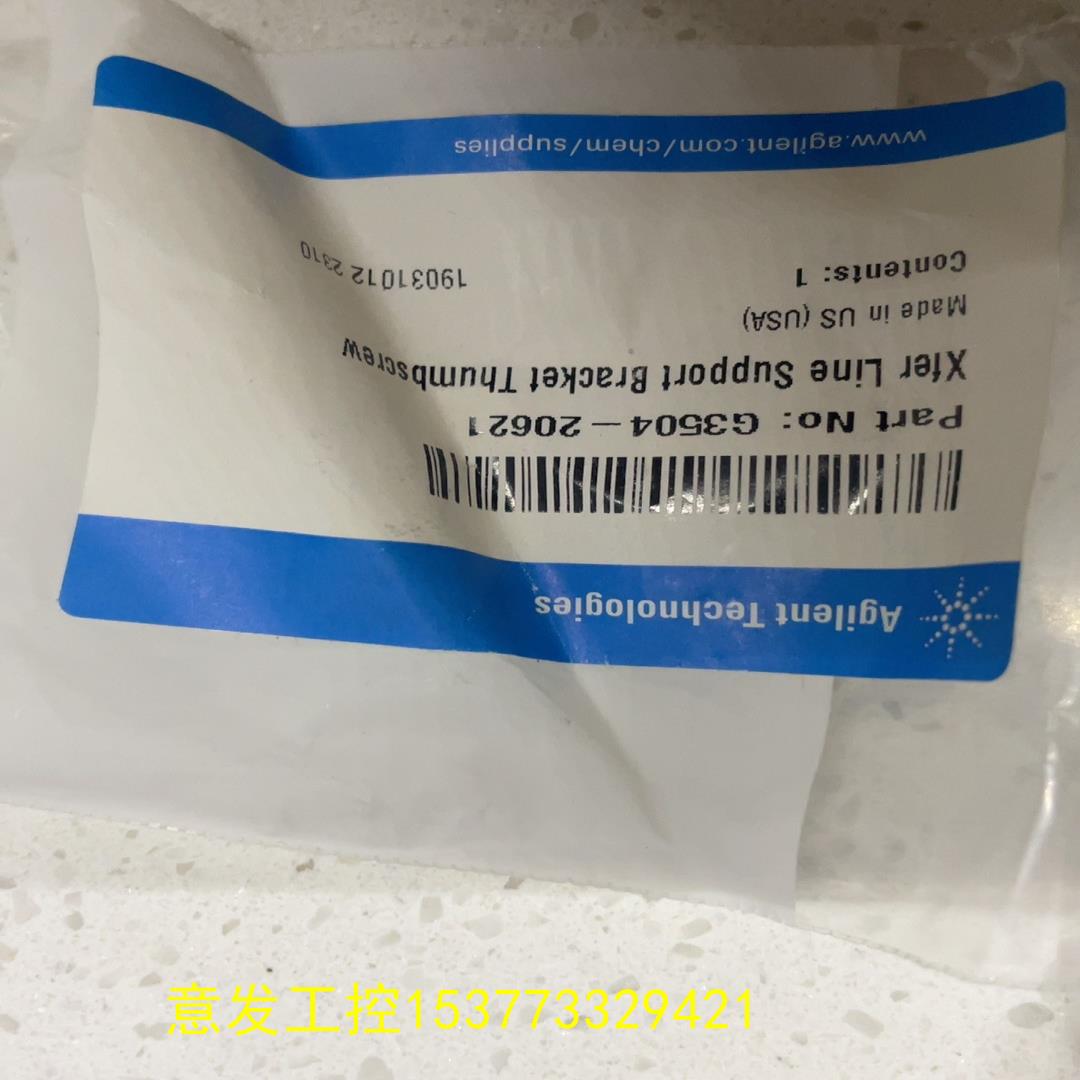 Agilent Technologies
Part No: G3504-20621
Xfer Line Support Bracket Thumbscrew
Made in US (USA)
Contents: 1
19031012 2310
www.agilent.com/chem/supplies
意发工控153773329421